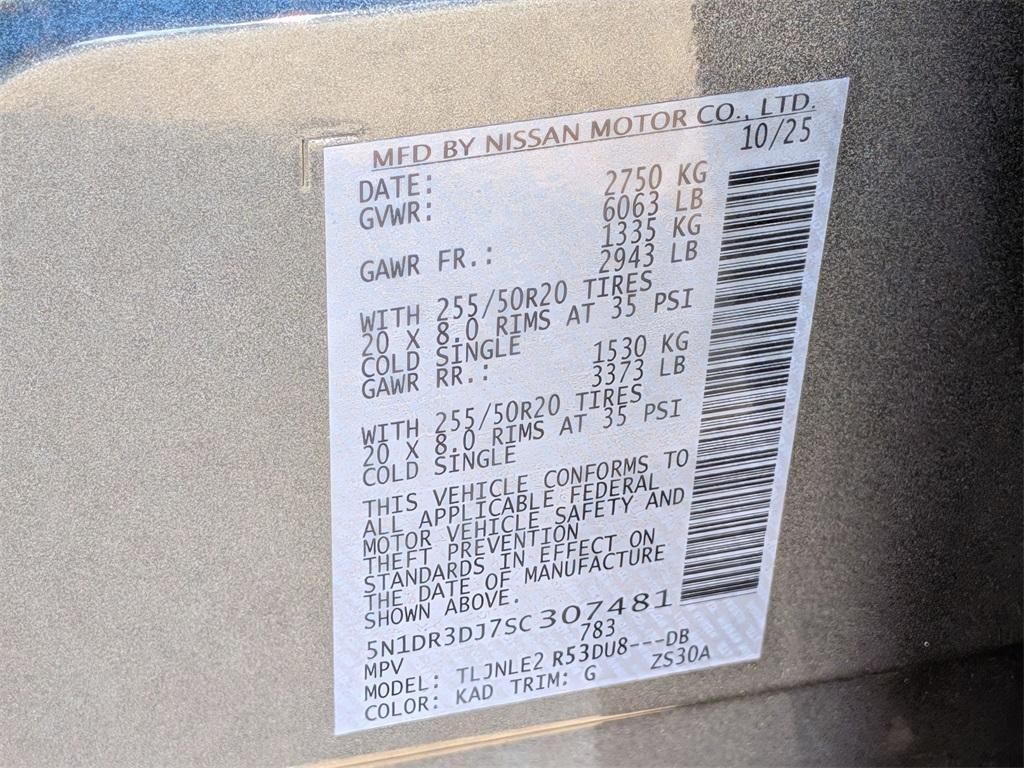 MFD BY NISSAN MOTOR CO., LTD.
DATE: 10/25
GVWR: 2750 KG
6063 LB
GAWR FR.: 1335 KG
2943 LB
WITH 255/50R20 TIRES
20 X 8.0 RIMS AT 35 PSI
COLD SINGLE
GAWR RR.: 1530 KG
3373 LB
WITH 255/50R20 TIRES
20 X 8.0 RIMS AT 35 PSI
COLD SINGLE
THIS VEHICLE CONFORMS TO
ALL APPLICABLE FEDERAL
MOTOR VEHICLE SAFETY AND
THEFT PREVENTION
STANDARDS IN EFFECT ON
THE DATE OF MANUFACTURE
SHOWN ABOVE.
5N1DR3DJ7SC307481
MPV 783
MODEL: TLJNLE2 R53DU8---DB
COLOR: KAD TRIM: G ZS30A